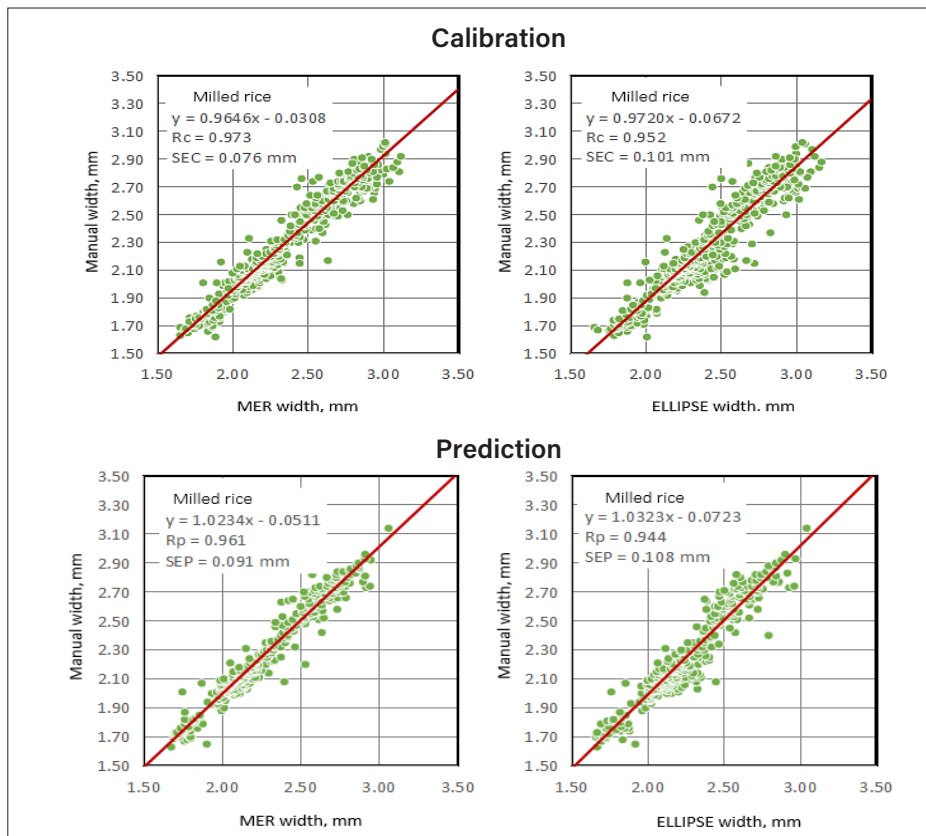 Calibration
3.50
3.30
3.10
2.90
2.70
2.50
2.30
2.10
1.90
1.70
1.50
Manual width, mm
Milled rice
y = 0.9646x - 0.0308
Rc = 0.973
SEC = 0.076 mm
1.50 2.00 2.50 3.00 3.50
MER width, mm
3.50
3.30
3.10
2.90
2.70
2.50
2.30
2.10
1.90
1.70
1.50
Manual width, mm
Milled rice
y = 0.9720x - 0.0672
Rc = 0.952
SEC = 0.101 mm
1.50 2.00 2.50 3.00 3.50
ELLIPSE width. mm
Prediction
3.50
3.30
3.10
2.90
2.70
2.50
2.30
2.10
1.90
1.70
1.50
Manual width, mm
Milled rice
y = 1.0234x - 0.0511
Rp = 0.961
SEP = 0.091 mm
1.50 2.00 2.50 3.00 3.50
MER width, mm
3.50
3.30
3.10
2.90
2.70
2.50
2.30
2.10
1.90
1.70
1.50
Manual width, mm
Milled rice
y = 1.0323x - 0.0723
Rp = 0.944
SEP = 0.108 mm
1.50 2.00 2.50 3.00 3.50
ELLIPSE width, mm